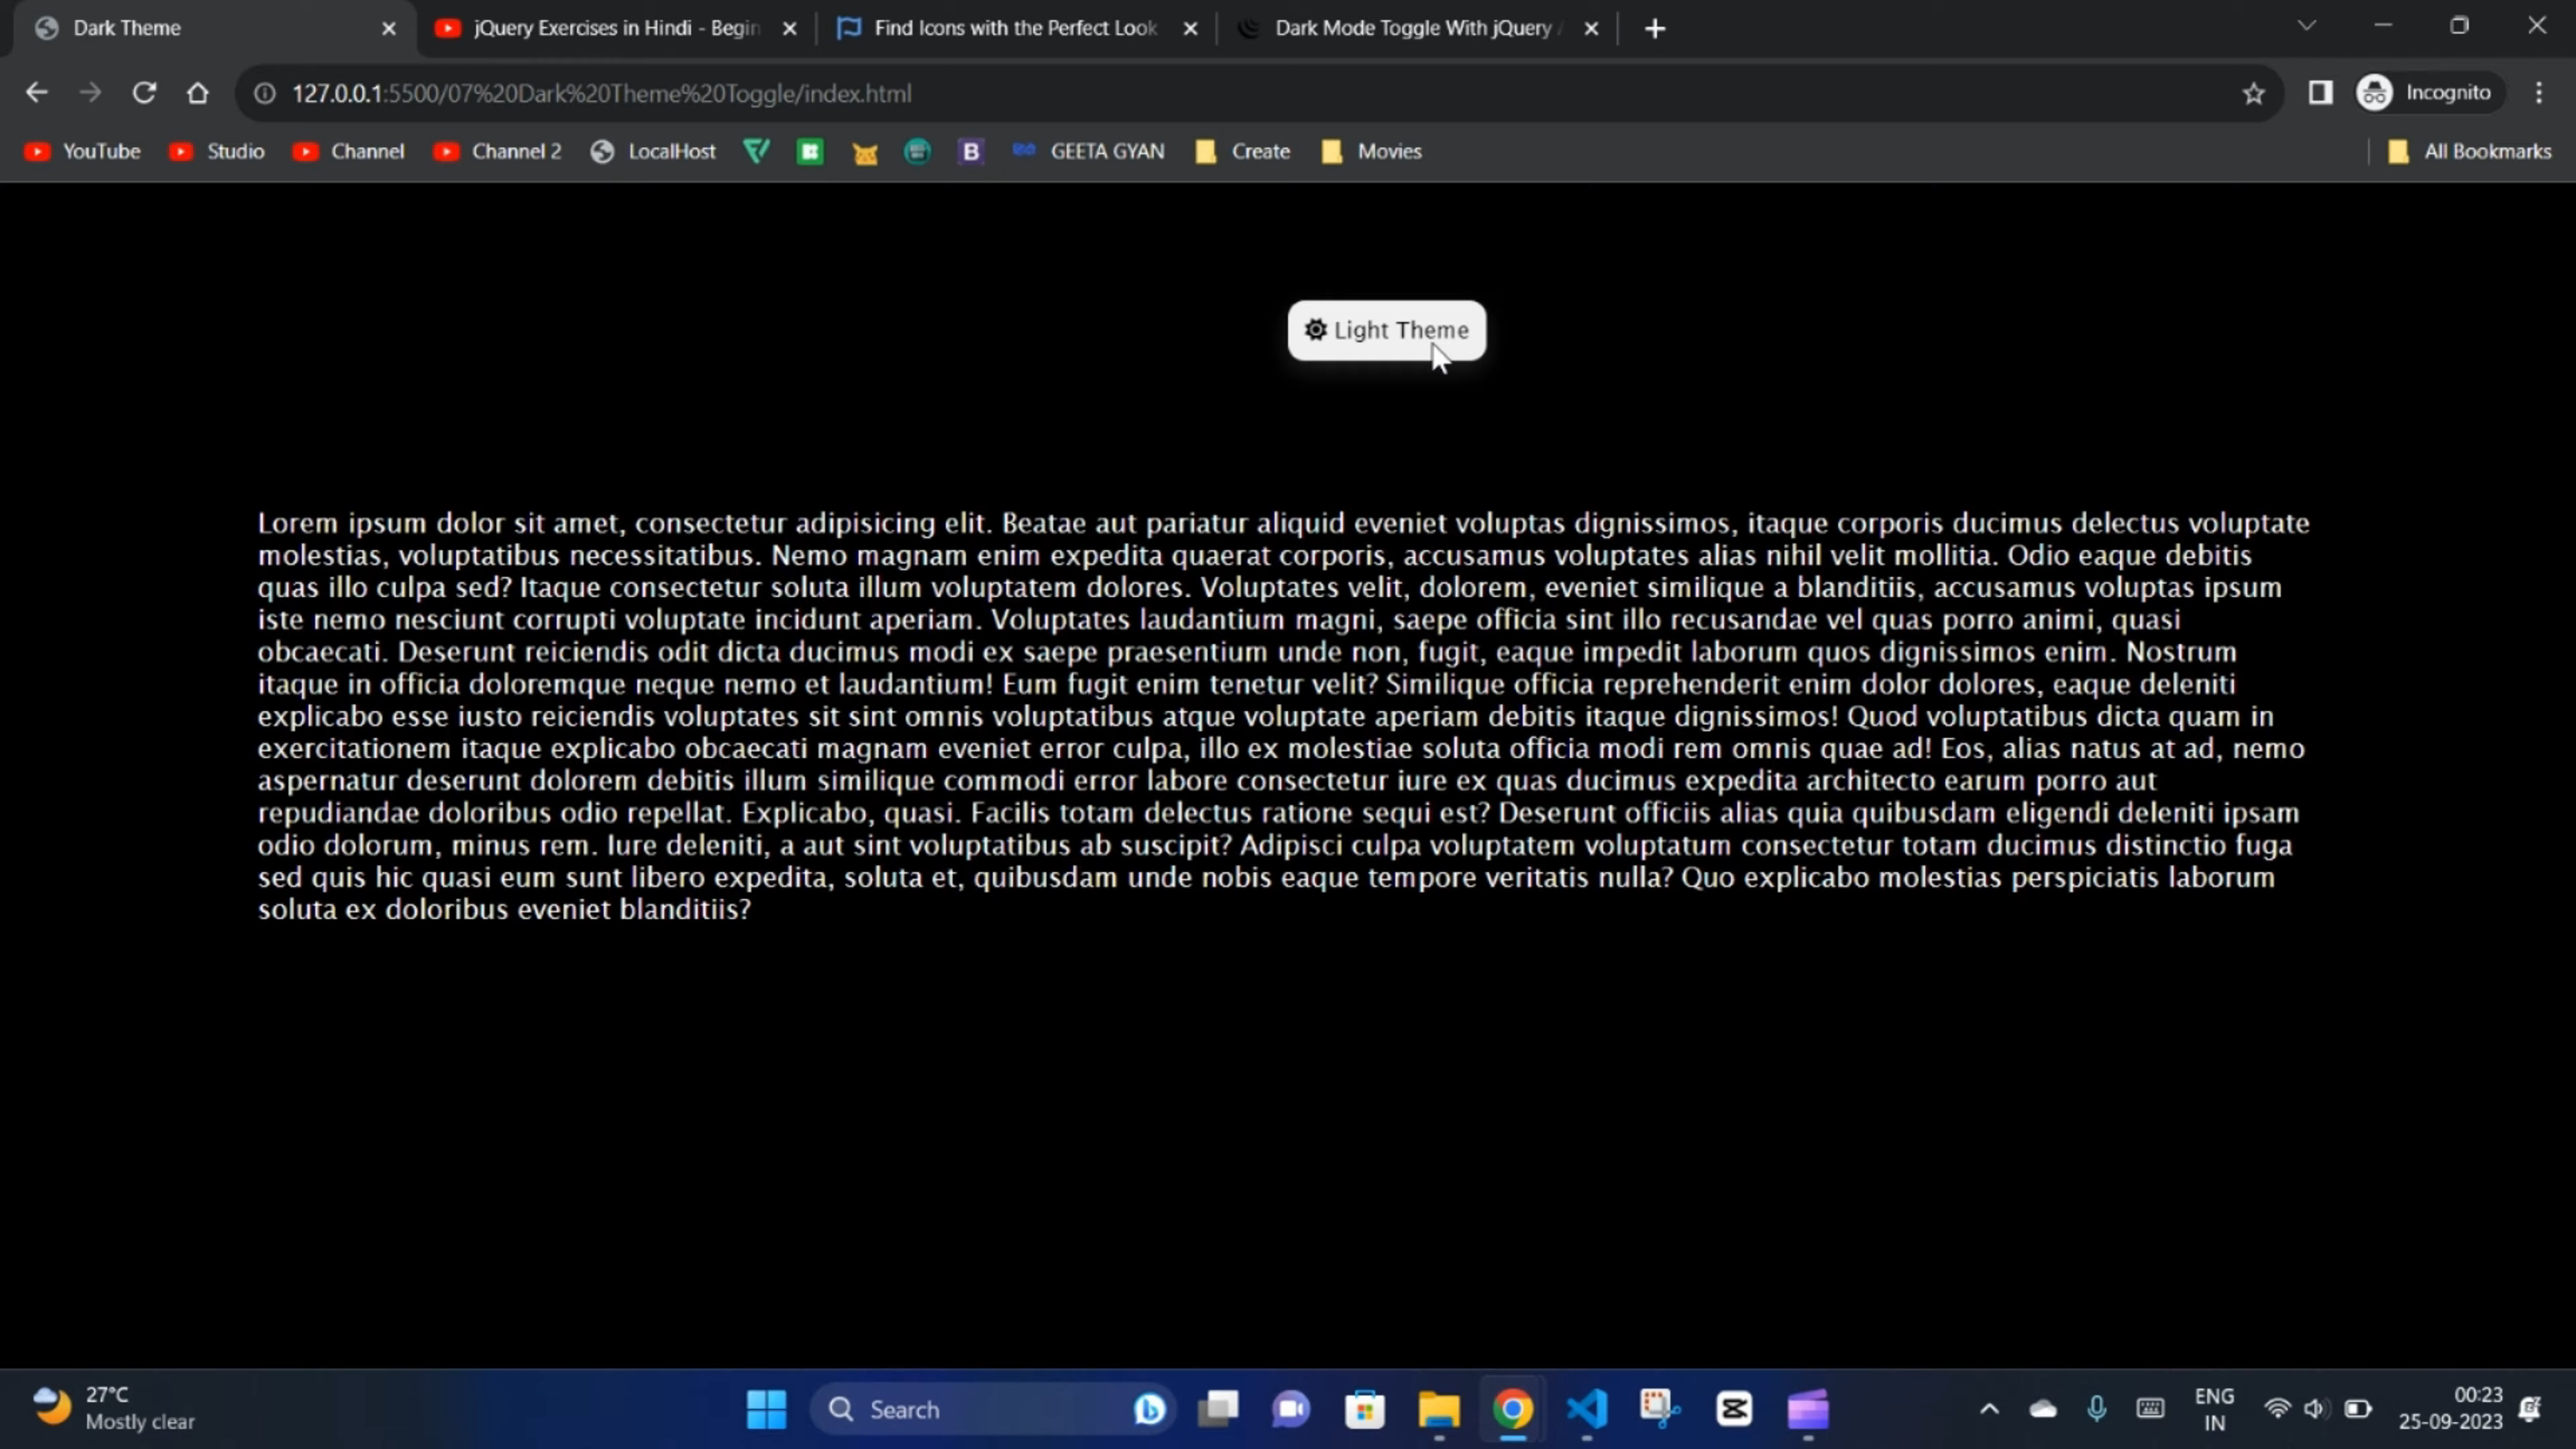 Dark Theme
jQuery Exercises in Hindi - Begin
Find Icons with the Perfect Look
Dark Mode Toggle With jQuery
127.0.0.1:5500/07%20Dark%20Theme%20Toggle/index.html
Incognito
YouTube
Studio
Channel
Channel 2
LocalHost
B
GEETA GYAN
Create
Movies
All Bookmarks
Light Theme
Lorem ipsum dolor sit amet, consectetur adipisicing elit. Beatae aut pariatur aliquid eveniet voluptas dignissimos, itaque corporis ducimus delectus voluptate
molestias, voluptatibus necessitatibus. Nemo magnam enim expedita quaerat corporis, accusamus voluptates alias nihil velit mollitia. Odio eaque debitis
quas illo culpa sed? Itaque consectetur soluta illum voluptatem dolores. Voluptates velit, dolorem, eveniet similique a blanditiis, accusamus voluptas ipsum
iste nemo nesciunt corrupti voluptate incidunt aperiam. Voluptates laudantium magni, saepe officia sint illo recusandae vel quas porro animi, quasi
obcaecati. Deserunt reiciendis odit dicta ducimus modi ex saepe praesentium unde non, fugit, eaque impedit laborum quos dignissimos enim. Nostrum
itaque in officia doloremque neque nemo et laudantium! Eum fugit enim tenetur velit? Similique officia reprehenderit enim dolor dolores, eaque deleniti
explicabo esse iusto reiciendis voluptates sit sint omnis voluptatibus atque voluptate aperiam debitis itaque dignissimos! Quod voluptatibus dicta quam in
exercitationem itaque explicabo obcaecati magnam eveniet error culpa, illo ex molestiae soluta officia modi rem omnis quae ad! Eos, alias natus at ad, nemo
aspernatur deserunt dolorem debitis illum similique commodi error labore consectetur iure ex quas ducimus expedita architecto earum porro aut
repudiandae doloribus odio repellat. Explicabo, quasi. Facilis totam delectus ratione sequi est? Deserunt officiis alias quia quibusdam eligendi deleniti ipsam
odio dolorum, minus rem. Iure deleniti, a aut sint voluptatibus ab suscipit? Adipisci culpa voluptatem voluptatum consectetur totam ducimus distinctio fuga
sed quis hic quasi eum sunt libero expedita, soluta et, quibusdam unde nobis eaque tempore veritatis nulla? Quo explicabo molestias perspiciatis laborum
soluta ex doloribus eveniet blanditiis?
27°C
Mostly clear
Search
ENG
IN
00:23
25-09-2023